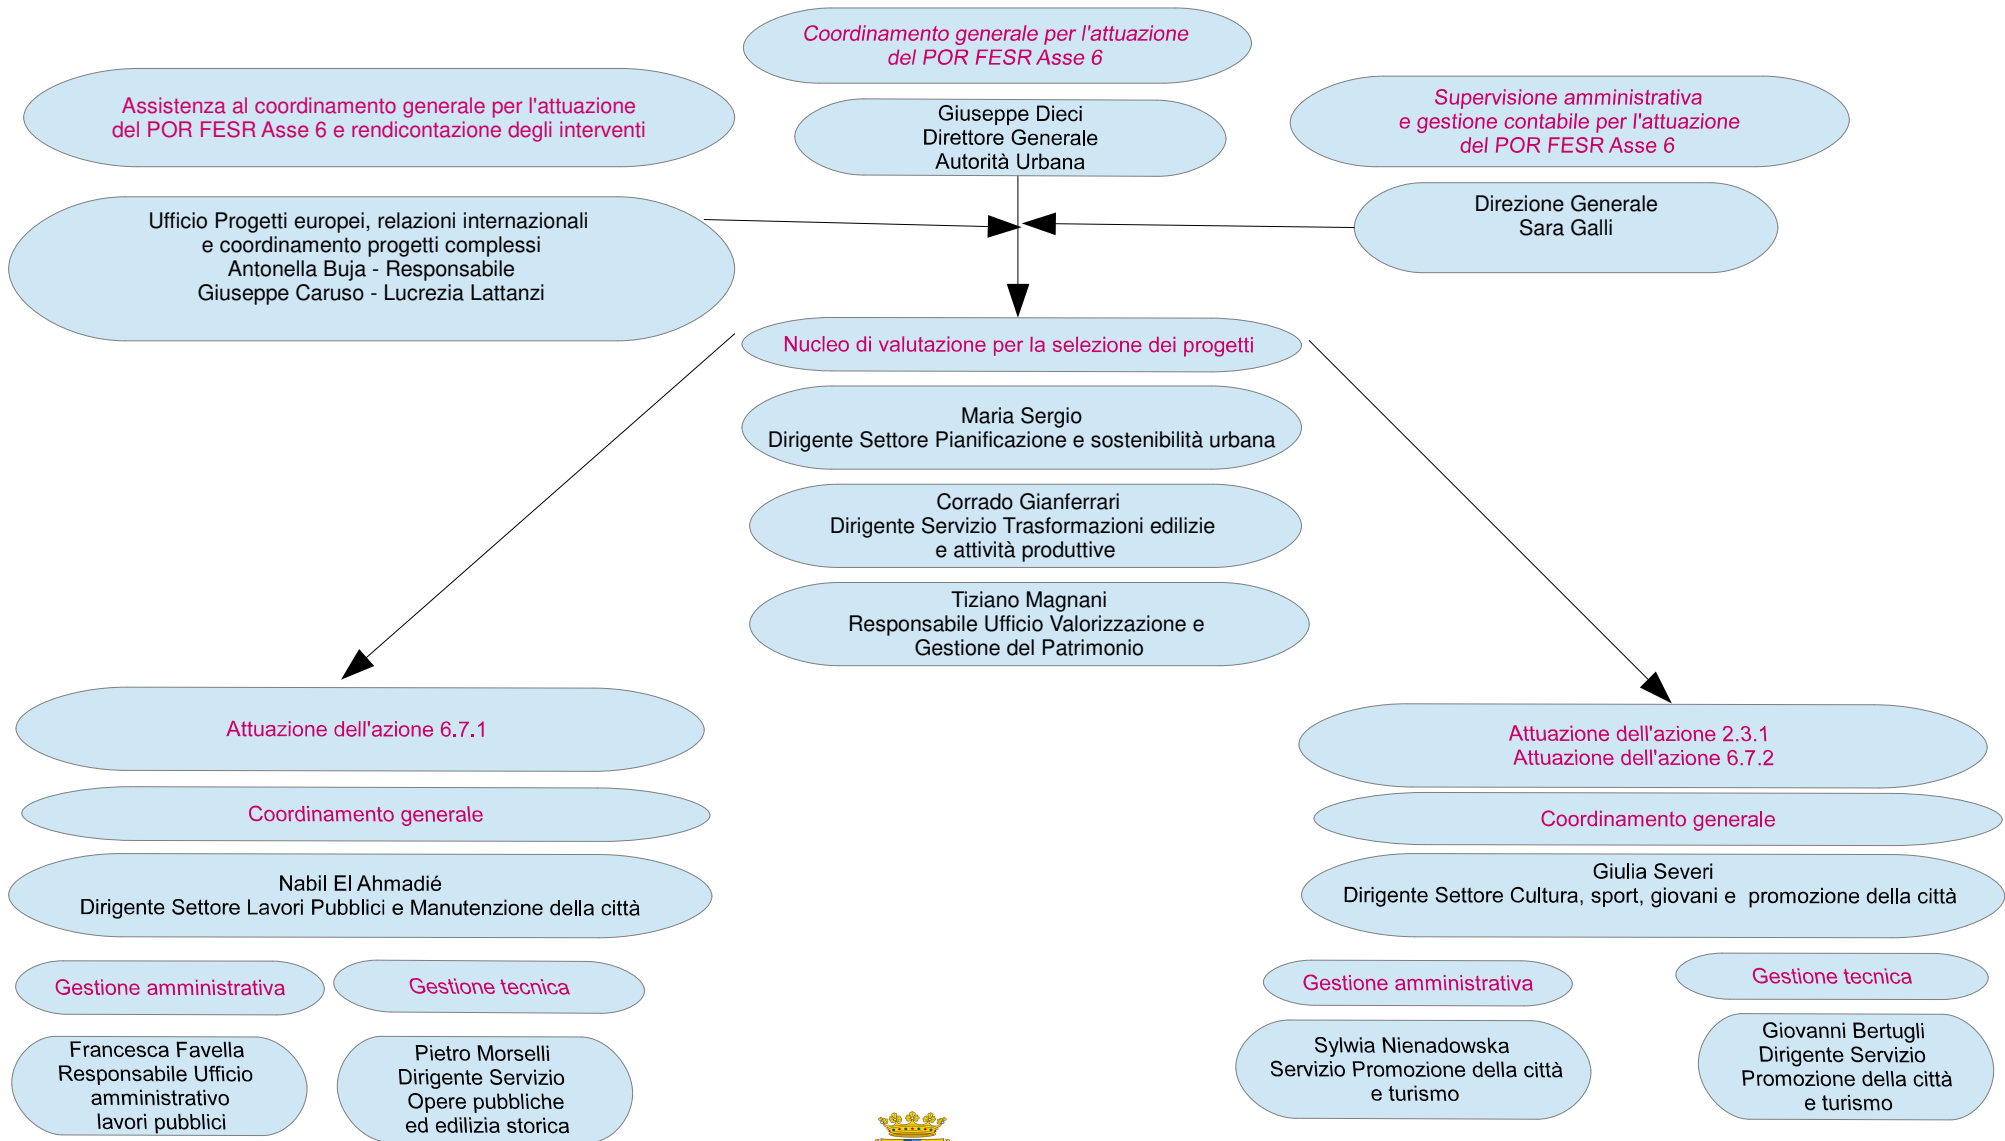 Coordinamento generale per l'attuazione
del POR FESR Asse 6
Assistenza al coordinamento generale per l'attuazione
del POR FESR Asse 6 e rendicontazione degli interventi
Giuseppe Dieci
Direttore Generale
Autorità Urbana
Supervisione amministrativa
e gestione contabile per l'attuazione
del POR FESR Asse 6
Ufficio Progetti europei, relazioni internazionali
e coordinamento progetti complessi
Antonella Buja - Responsabile
Giuseppe Caruso - Lucrezia Lattanzi
Direzione Generale
Sara Galli
Nucleo di valutazione per la selezione dei progetti
Maria Sergio
Dirigente Settore Pianificazione e sostenibilità urbana
Corrado Gianferrari
Dirigente Servizio Trasformazioni edilizie
e attività produttive
Tiziano Magnani
Responsabile Ufficio Valorizzazione e
Gestione del Patrimonio
Attuazione dell'azione 6.7.1
Coordinamento generale
Nabil El Ahmadié
Dirigente Settore Lavori Pubblici e Manutenzione della città
Gestione amministrativa
Francesca Favella
Responsabile Ufficio
amministrativo
lavori pubblici
Gestione tecnica
Pietro Morselli
Dirigente Servizio
Opere pubbliche
ed edilizia storica
Attuazione dell'azione 2.3.1
Attuazione dell'azione 6.7.2
Coordinamento generale
Giulia Severi
Dirigente Settore Cultura, sport, giovani e  promozione della città
Gestione amministrativa
Sylwia Nienadowska
Servizio Promozione della città
e turismo
Gestione tecnica
Giovanni Bertugli
Dirigente Servizio
Promozione della città
e turismo